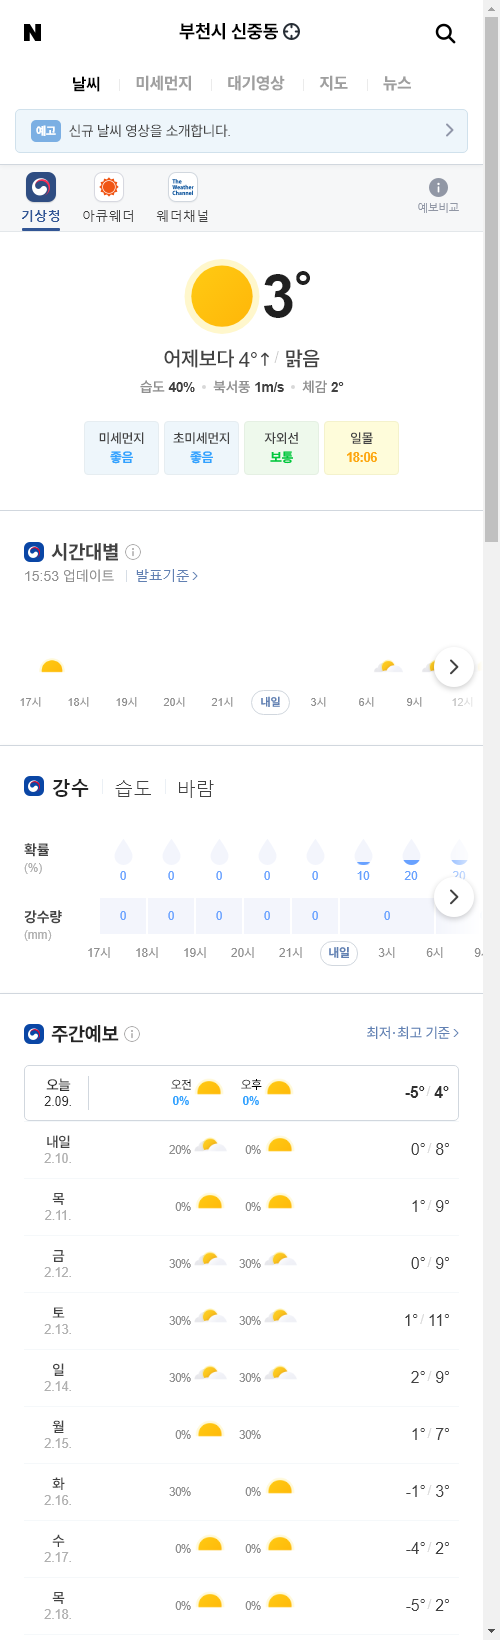 N 부천시 신중동
날씨 미세먼지 대기영상 지도 뉴스
예고 신규 날씨 영상을 소개합니다.
The Weather Channel
기상청 아큐웨더 웨더채널 예보비교
3°
어제보다 4°↑ / 맑음
습도 40% • 북서풍 1m/s • 체감 2°
미세먼지 초미세먼지 자외선 일몰
좋음 좋음 보통 18:06
시간대별
15:53 업데이트 발표기준 >
17시 18시 19시 20시 21시 내일 3시 6시 9시 12시
강수 습도 바람
확률
(%) 0 0 0 0 0 10 20 20
강수량 0 0 0 0 0 0
(mm)
17시 18시 19시 20시 21시 내일 3시 6시
주간예보 최저·최고 기준 >
오늘 오전 오후
2.09. 0% 0% -5° / 4°
내일
2.10. 20% 0% 0° / 8°
목
2.11. 0% 0% 1° / 9°
금
2.12. 30% 30% 0° / 9°
토
2.13. 30% 30% 1° / 11°
일
2.14. 30% 30% 2° / 9°
월
2.15. 0% 30% 1° / 7°
화
2.16. 30% 0% -1° / 3°
수
2.17. 0% 0% -4° / 2°
목
2.18. 0% 0% -5° / 2°